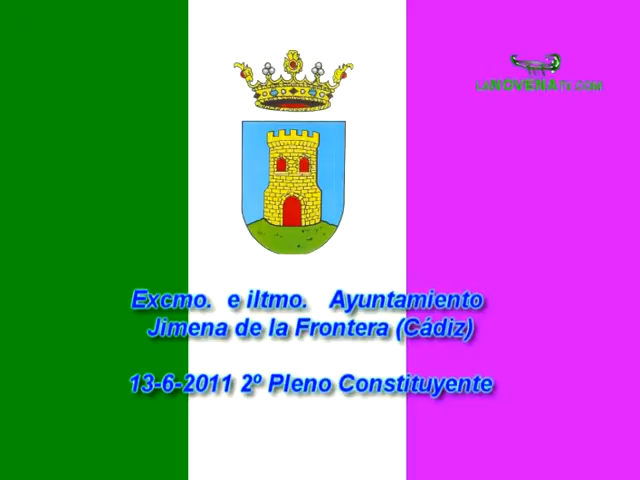 LaNOVENAtv.COM
Excmo. e iltmo. Ayuntamiento
Jimena de la Frontera (Cádiz)
13-6-2011 2º Pleno Constituyente